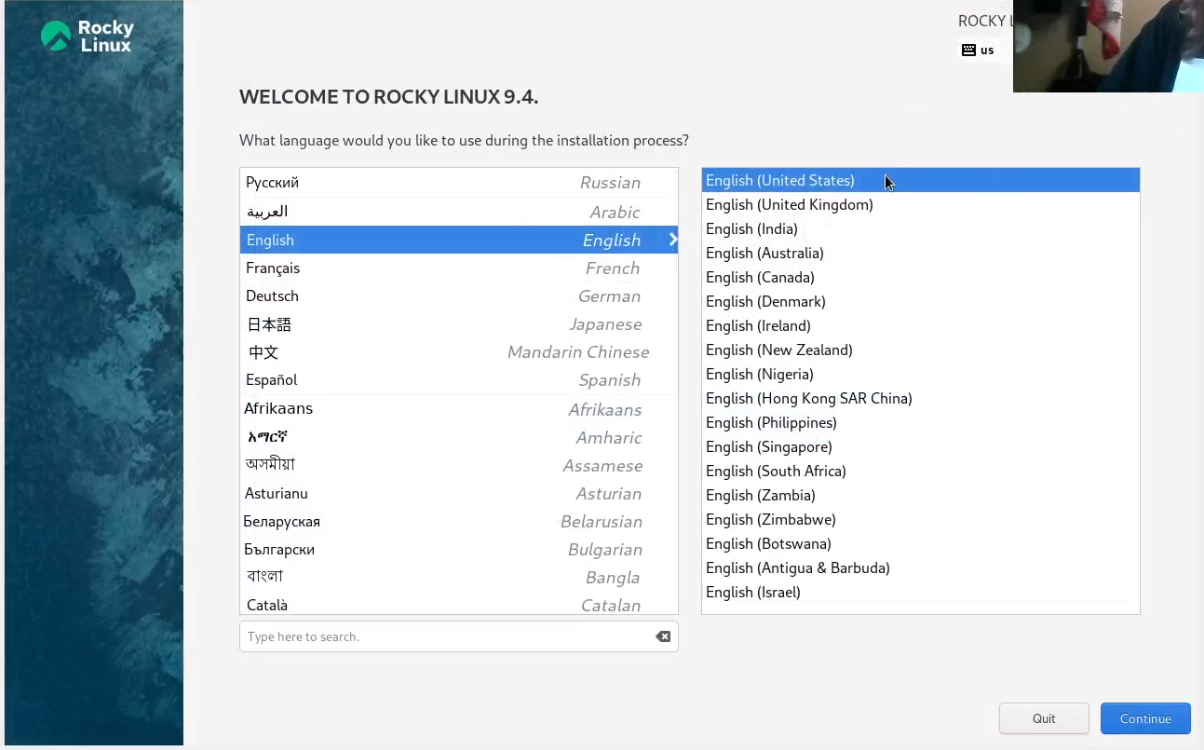 Rocky
Linux
ROCKY
us
WELCOME TO ROCKY LINUX 9.4.
What language would you like to use during the installation process?
Русский Russian
العربية Arabic
English English
Français French
Deutsch German
日本語 Japanese
中文 Mandarin Chinese
Español Spanish
Afrikaans Afrikaans
አማርኛ Amharic
অসমীয়া Assamese
Asturianu Asturian
Беларуская Belarusian
Български Bulgarian
বাংলা Bangla
Català Catalan
Type here to search.
English (United States)
English (United Kingdom)
English (India)
English (Australia)
English (Canada)
English (Denmark)
English (Ireland)
English (New Zealand)
English (Nigeria)
English (Hong Kong SAR China)
English (Philippines)
English (Singapore)
English (South Africa)
English (Zambia)
English (Zimbabwe)
English (Botswana)
English (Antigua & Barbuda)
English (Israel)
Quit
Continue